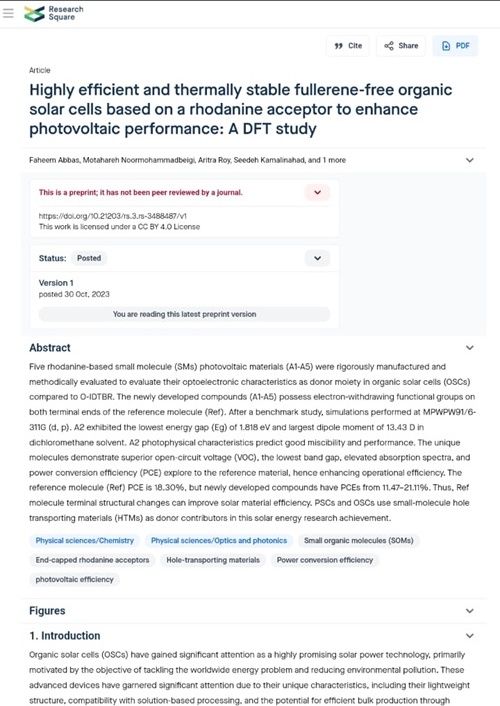 Research
Square
Cite
Share
PDF
Article
Highly efficient and thermally stable fullerene-free organic
solar cells based on a rhodanine acceptor to enhance
photovoltaic performance: A DFT study
Faheem Abbas, Motahareh Noormohammadbeigi, Aritra Roy, Seedeh Kamalinahad, and 1 more
This is a preprint; it has not been peer reviewed by a journal.
https://doi.org/10.21203/rs.3.rs-3488487/v1
This work is licensed under a CC BY 4.0 License
Status: Posted
Version 1
posted 30 Oct, 2023
You are reading this latest preprint version
Abstract
Five rhodanine-based small molecule (SMs) photovoltaic materials (A1-A5) were rigorously manufactured and
methodically evaluated to evaluate their optoelectronic characteristics as donor moiety in organic solar cells (OSCs)
compared to O-IDTBR. The newly developed compounds (A1-A5) possess electron-withdrawing functional groups on
both terminal ends of the reference molecule (Ref). After a benchmark study, simulations performed at MPWPW91/6-
311G (d, p). A2 exhibited the lowest energy gap (Eg) of 1.818 eV and largest dipole moment of 13.43 D in
dichloromethane solvent. A2 photophysical characteristics predict good miscibility and performance. The unique
molecules demonstrate superior open-circuit voltage (VOC), the lowest band gap, elevated absorption spectra, and
power conversion efficiency (PCE) explore to the reference material, hence enhancing operational efficiency. The
reference molecule (Ref) PCE is 18.30%, but newly developed compounds have PCEs from 11.47–21.11%. Thus, Ref
molecule terminal structural changes can improve solar material efficiency. PSCs and OSCs use small-molecule hole
transporting materials (HTMs) as donor contributors in this solar energy research achievement.
Physical sciences/Chemistry
Physical sciences/Optics and photonics
Small organic molecules (SOMs)
End-capped rhodanine acceptors
Hole-transporting materials
Power conversion efficiency
photovoltaic efficiency
Figures
1. Introduction
Organic solar cells (OSCs) have gained significant attention as a highly promising solar power technology, primarily
motivated by the objective of tackling the worldwide energy problem and reducing environmental pollution. These
advanced devices have garnered significant attention due to their unique characteristics, including their lightweight
structure, compatibility with solution-based processing, and the potential for efficient bulk production through